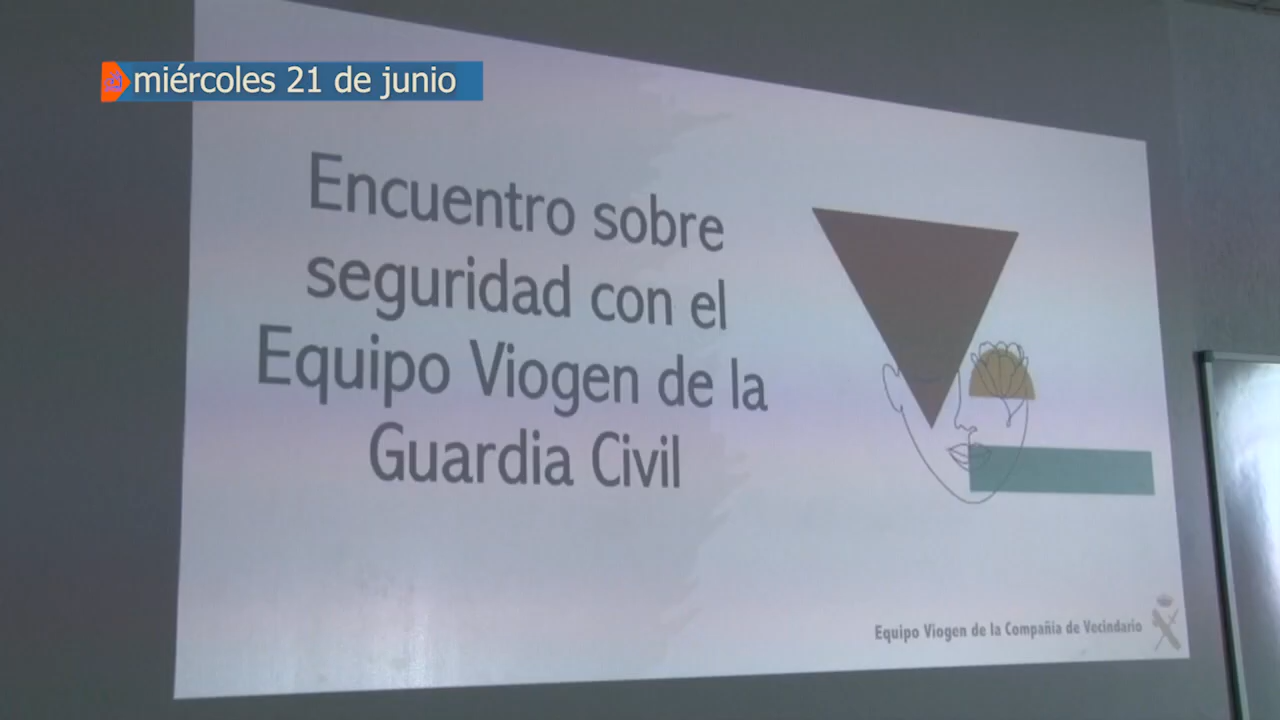 miércoles 21 de junio
Encuentro sobre
seguridad con el
Equipo Viogen de la
Guardia Civil
Equipo Viogen de la Compañia de Vecindario